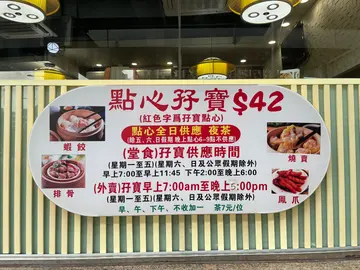 點心孖寶$42
(紅色字爲孖寶點心)
點心全日供應 夜茶
(除五、六、日假期 晚上點心6-9點不供應)
(堂食)孖寶供應時間
(星期一至五)(星期六、日及公眾假期除外)
早上7:00至早上11:45 下午2:00至晚上6:00
(外賣)孖寶早上7:00am至晚上5:00pm
(星期一至五)(星期六、日及公眾假期除外)
早、午、下午、不收加一 茶7元/位
蝦餃
排骨
燒賣
鳳爪